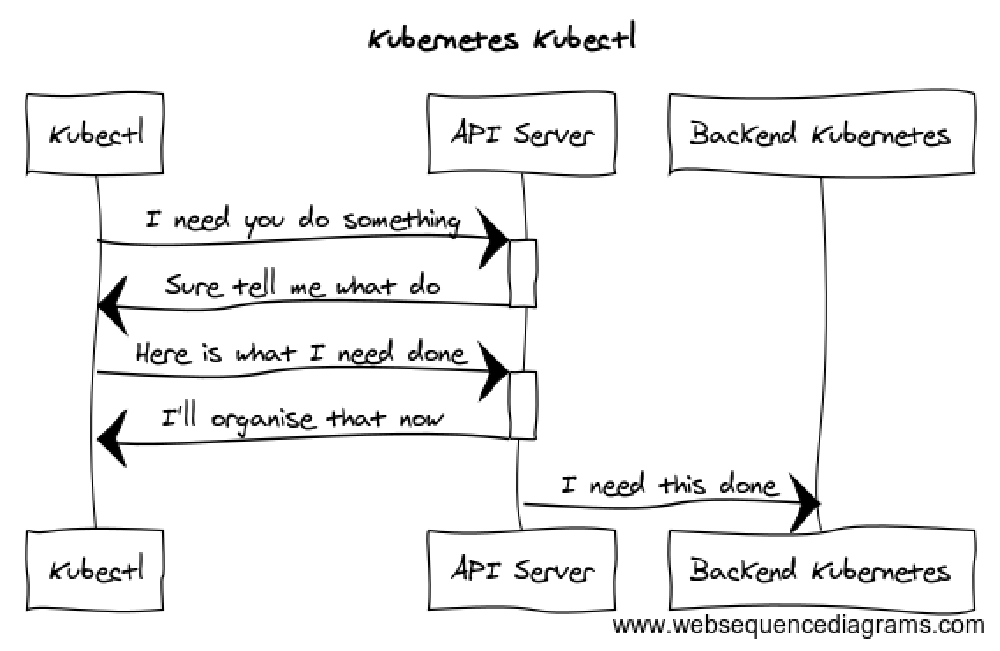 Kubernetes Kubectl
Kubectl
API Server
Backend Kubernetes
I need you do something
Sure tell me what do
Here is what I need done
I'll organise that now
I need this done
Kubectl
API Server
Backend Kubernetes
www.websequencediagrams.com